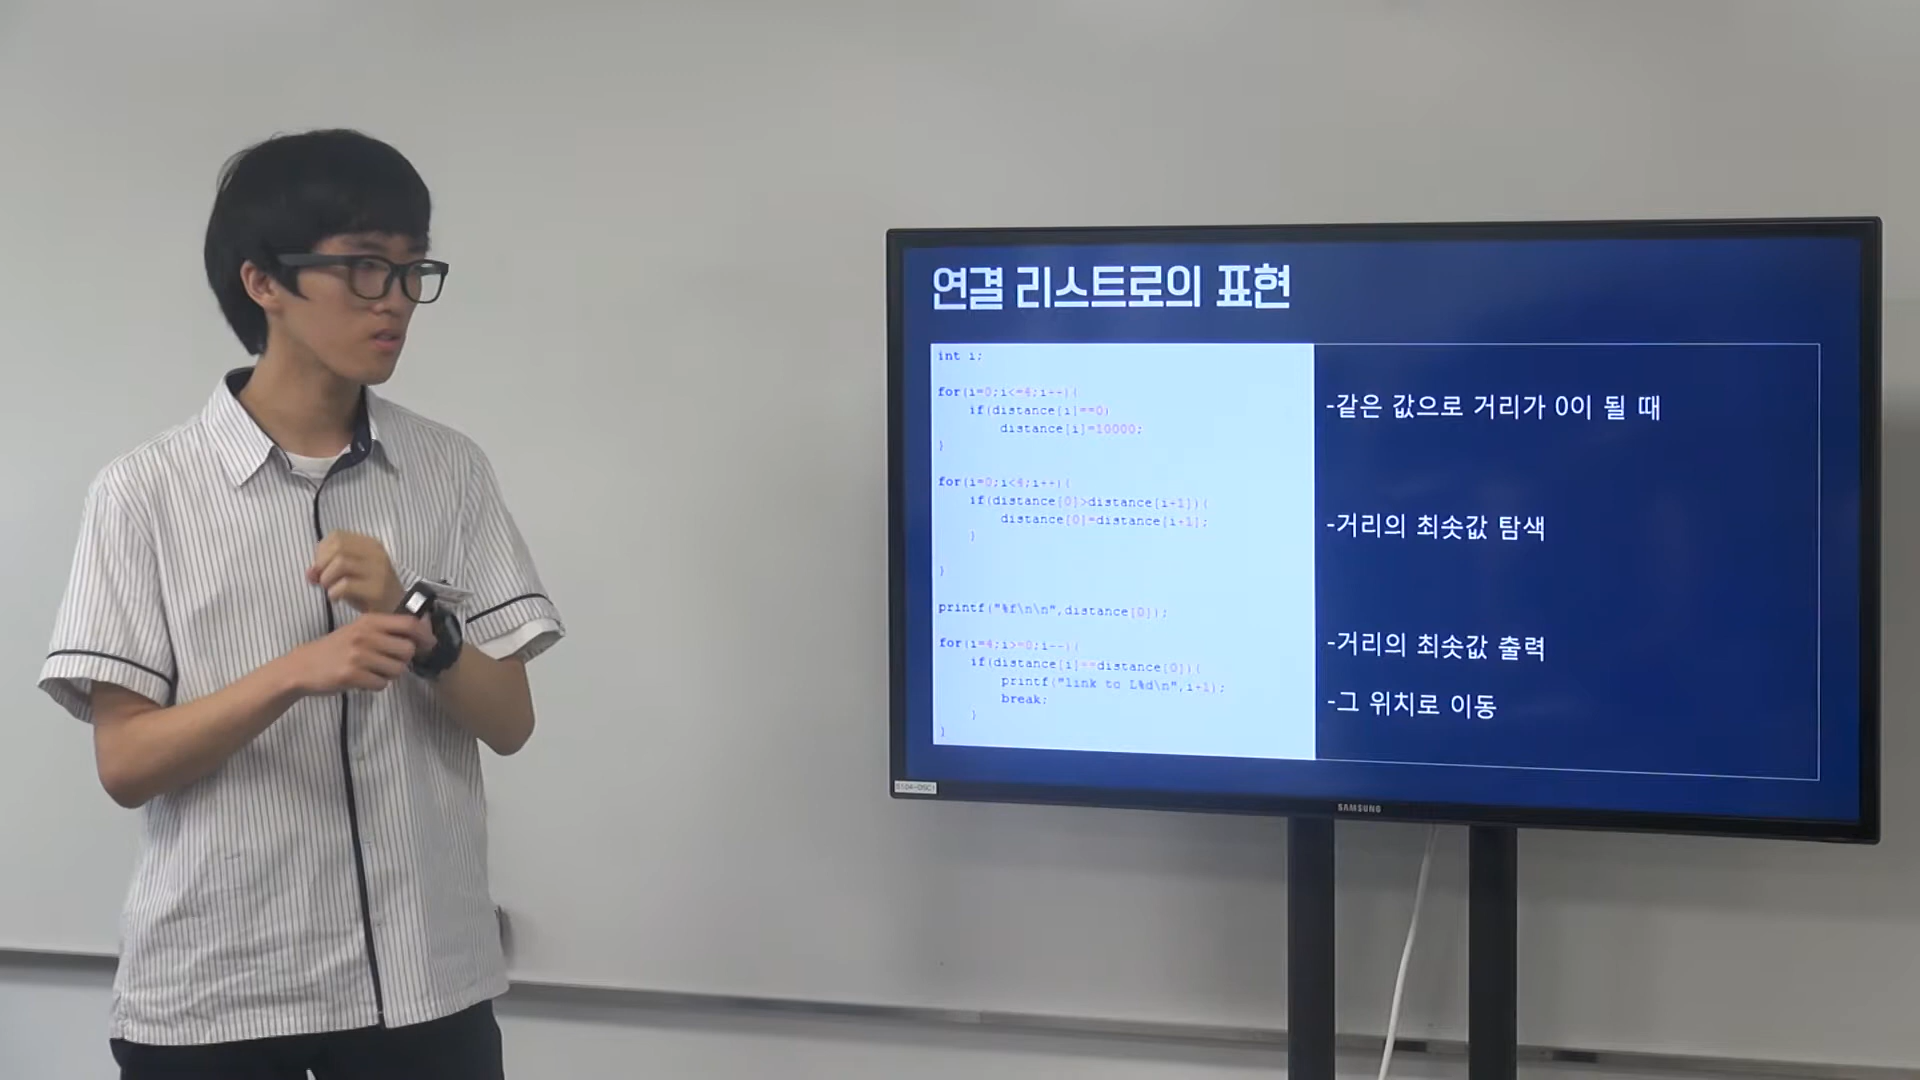 연결 리스트로의 표현
int i;
for(i=0;i<=4;i++){
if(distance[i]==0)
distance[i]=10000;
}
for(i=0;i<4;i++){
if(distance[0]>distance[i+1]){
distance[0]=distance[i+1];
}
}
printf("%f\n\n",distance[0]);
for(i=4;i>=0;i--){
if(distance[i]==distance[0]){
printf("link to L%d\n",i+1);
break;
}
}
-같은 값으로 거리가 0이 될 때
-거리의 최솟값 탐색
-거리의 최솟값 출력
-그 위치로 이동
SAMSUNG